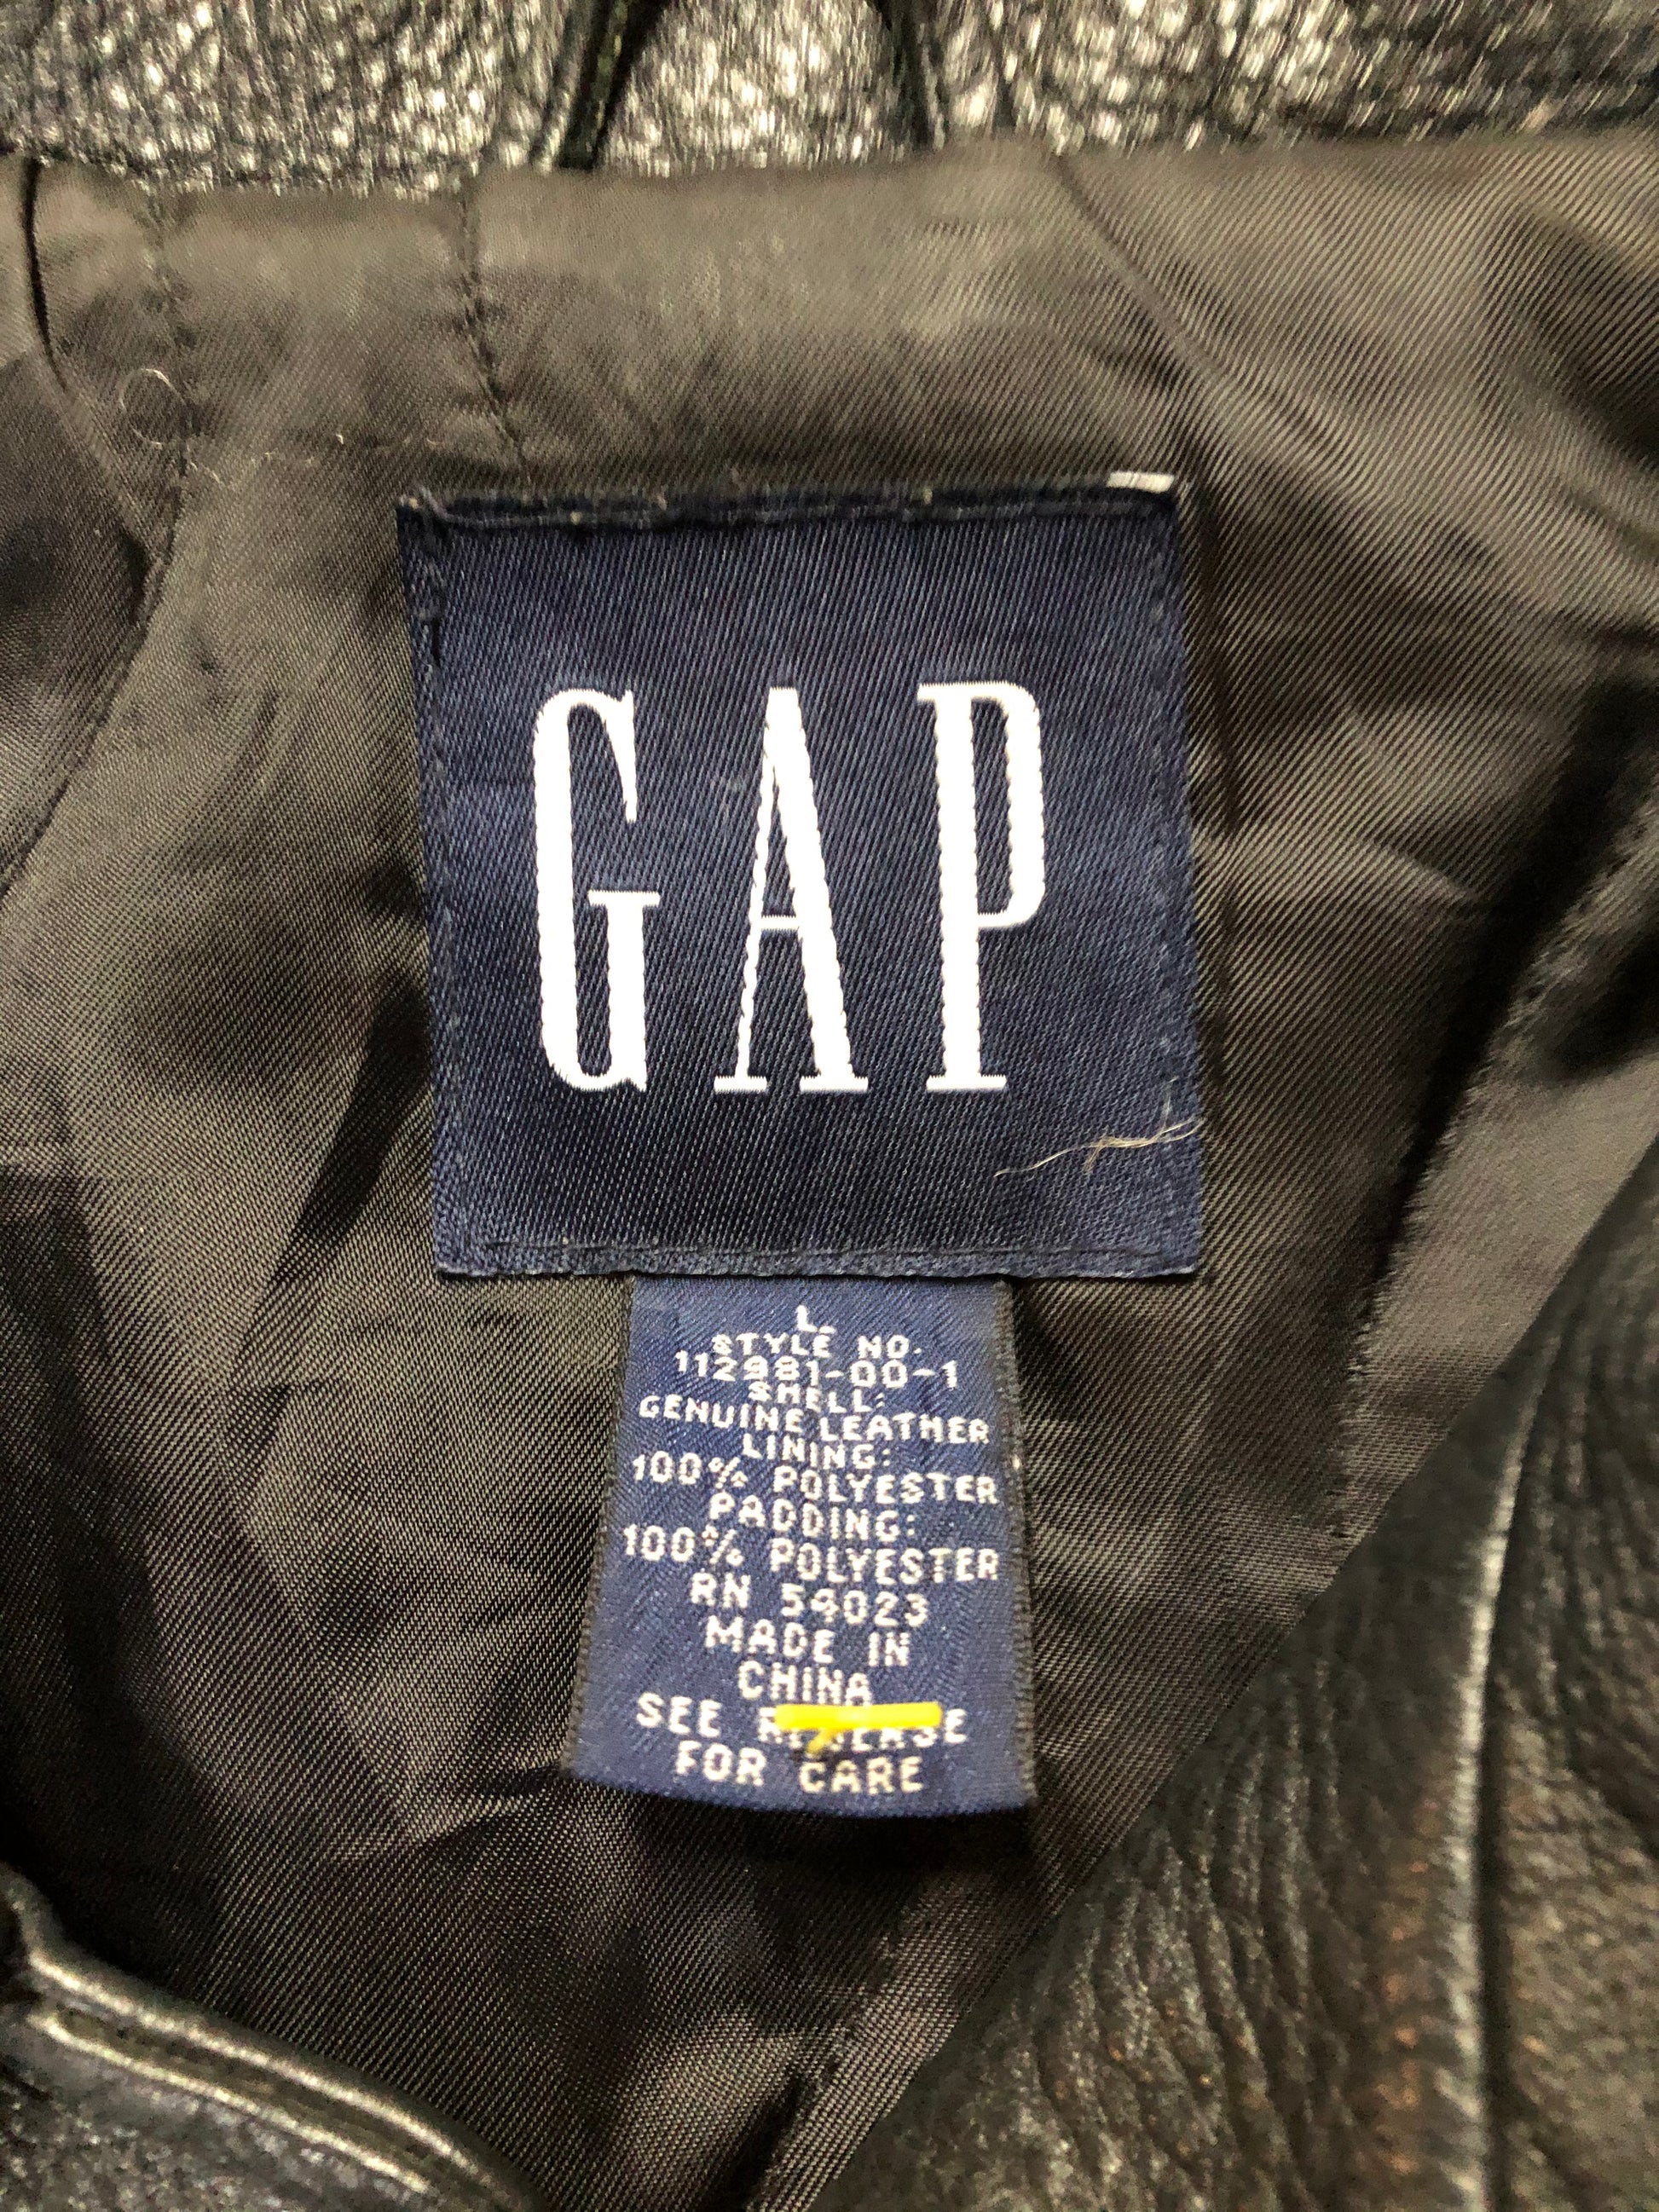 GAP
L
STYLE NO.
112981-00-1
SHELL:
GENUINE LEATHER
LINING:
100% POLYESTER
PADDING:
100% POLYESTER
RN 54023
MADE IN
CHINA
SEE REVERSE
FOR CARE